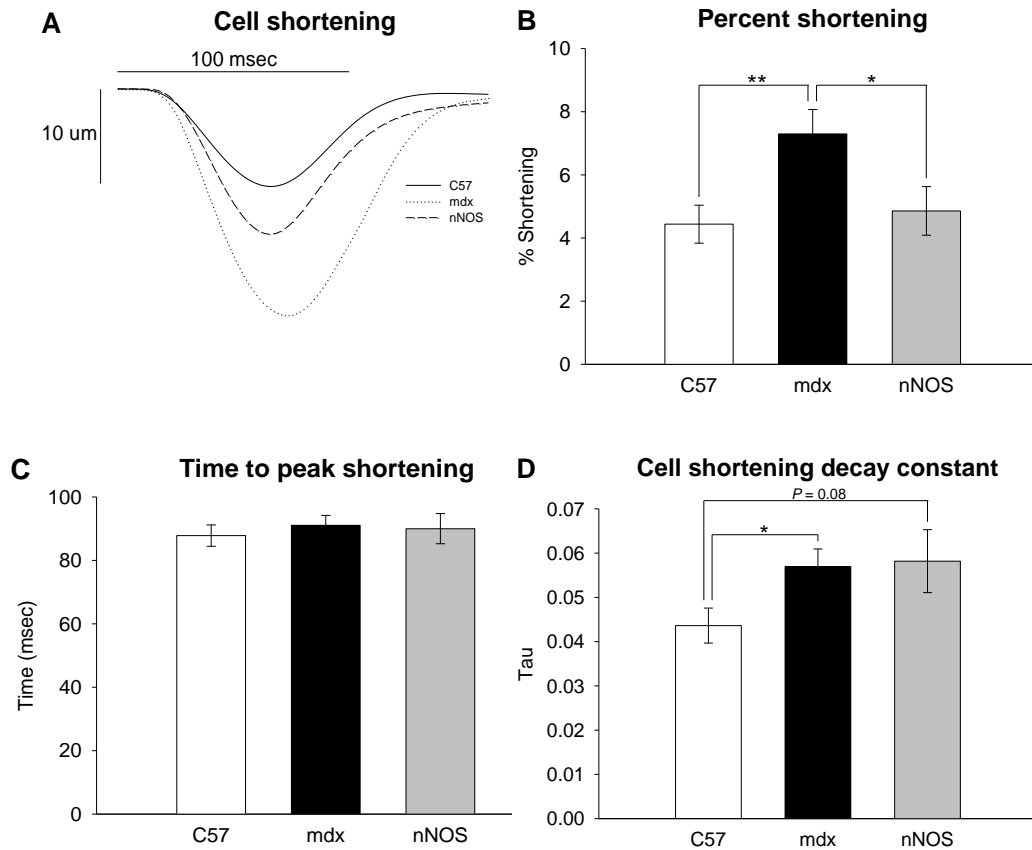 A
Cell shortening
100 msec
10 um
C57
mdx
nNOS
B
Percent shortening
10
8
6
4
2
0
% Shortening
**
*
C57
mdx
nNOS
C
Time to peak shortening
100
80
60
40
20
0
Time (msec)
C57
mdx
nNOS
D
Cell shortening decay constant
P = 0.08
*
0.07
0.06
0.05
0.04
0.03
0.02
0.01
0.00
Tau
C57
mdx
nNOS